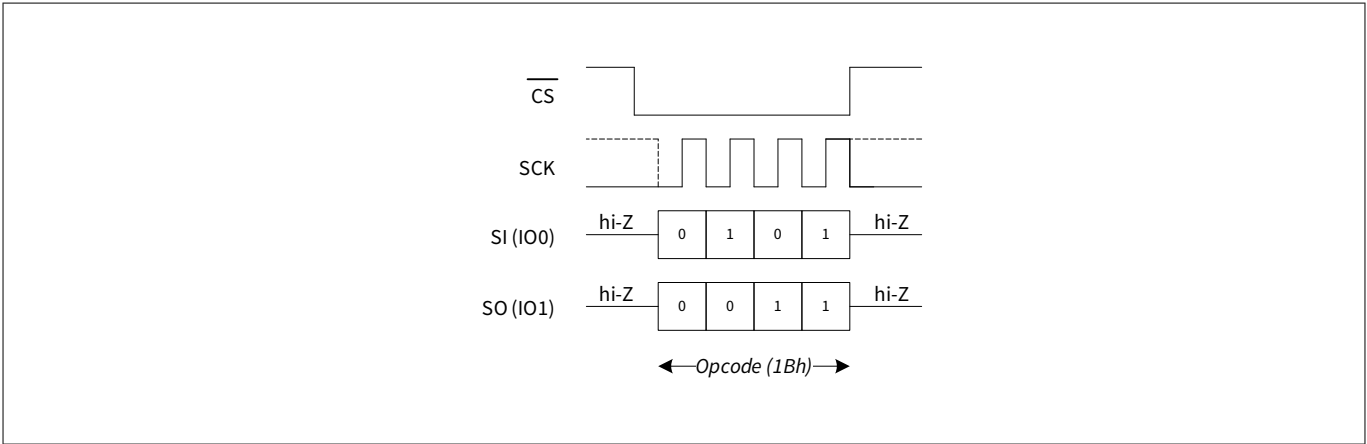 CS
SCK
hi-Z hi-Z
SI (IO0) 0 1 0 1
hi-Z hi-Z
SO (IO1) 0 0 1 1
Opcode (1Bh)